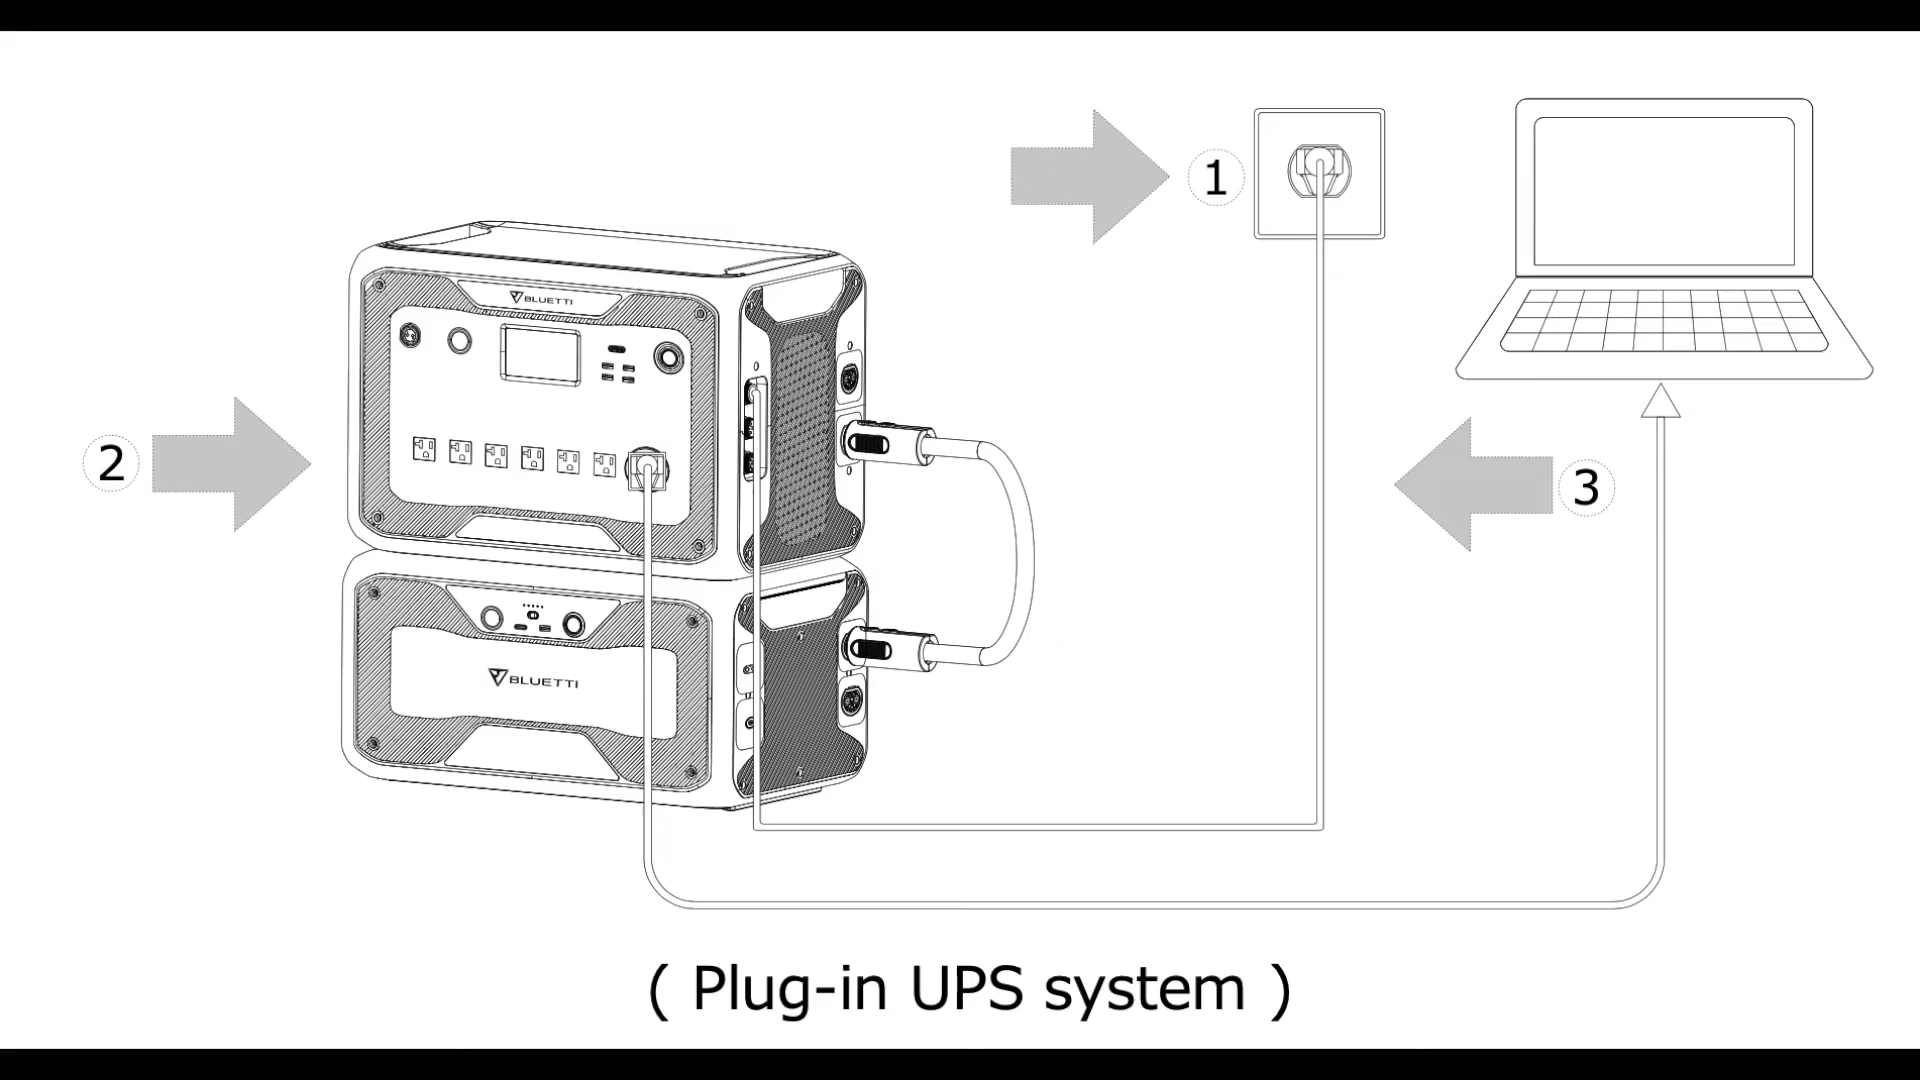 1
BLUETTI
2
3
BLUETTI
( Plug-in UPS system )